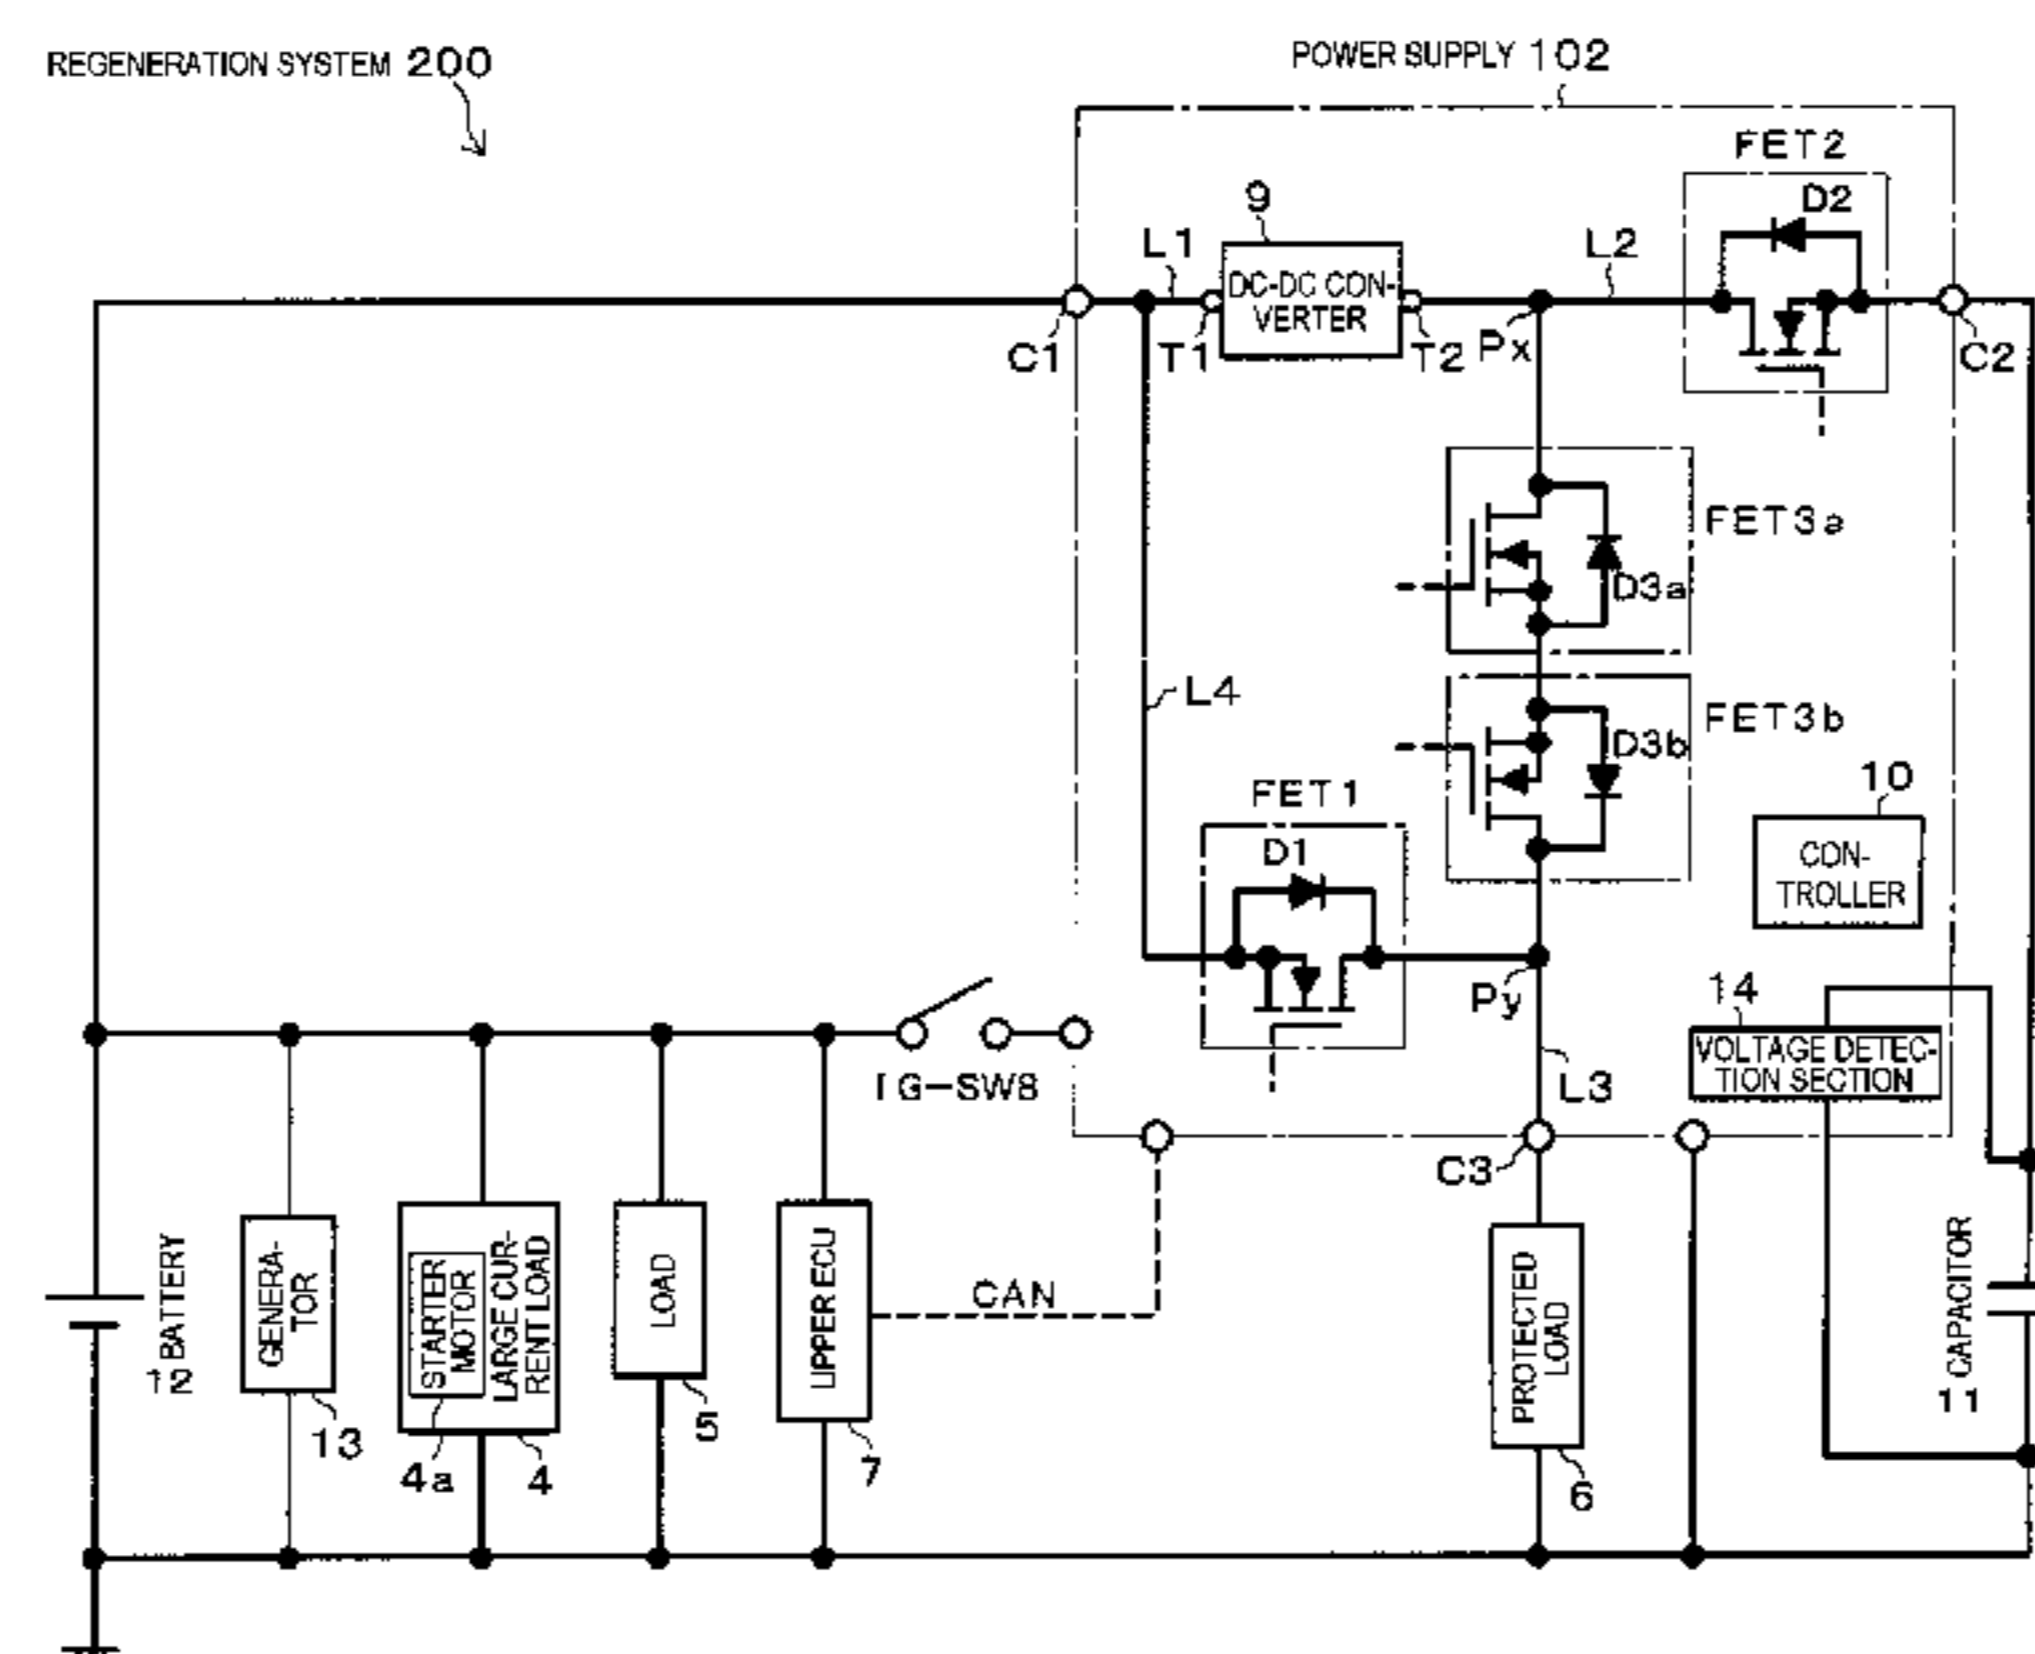 REGENERATION SYSTEM 200
POWER SUPPLY 102
FET2
D2
9
L1
L2
DC-DC CON-
VERTER
C1
T1
T2
Px
C2
FET3a
D3a
L4
FET3b
D3b
10
FET1
CON-
TROLLER
D1
14
Py
VOLTAGE DETEC-
TION SECTION
IG-SW8
L3
C3
BATTERY
12
GENERA-
TOR
13
STARTER
MOTOR
LARGE CUR-
RENT LOAD
4a
4
LOAD
5
UPPER ECU
7
CAN
PROTECTED
LOAD
6
CAPACITOR
11